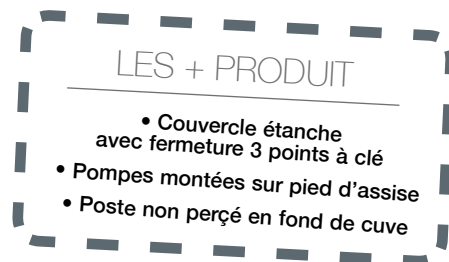 LES + PRODUIT
• Couvercle étanche
avec fermeture 3 points à clé
• Pompes montées sur pied d’assise
• Poste non perçé en fond de cuve